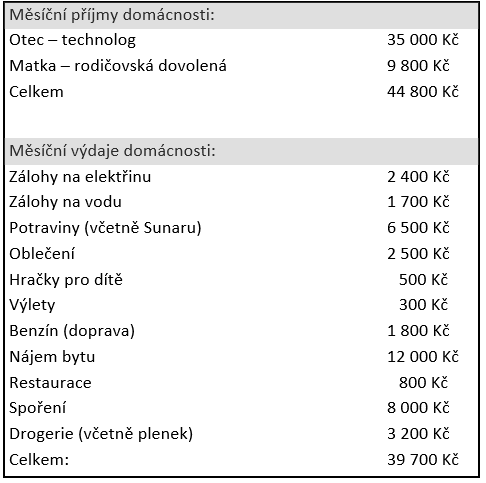 Měsíční příjmy domácnosti:
Otec – technolog 35 000 Kč
Matka – rodičovská dovolená 9 800 Kč
Celkem 44 800 Kč
Měsíční výdaje domácnosti:
Zálohy na elektřinu 2 400 Kč
Zálohy na vodu 1 700 Kč
Potraviny (včetně Sunaru) 6 500 Kč
Oblečení 2 500 Kč
Hračky pro dítě 500 Kč
Výlety 300 Kč
Benzín (doprava) 1 800 Kč
Nájem bytu 12 000 Kč
Restaurace 800 Kč
Spoření 8 000 Kč
Drogerie (včetně plenek) 3 200 Kč
Celkem: 39 700 Kč